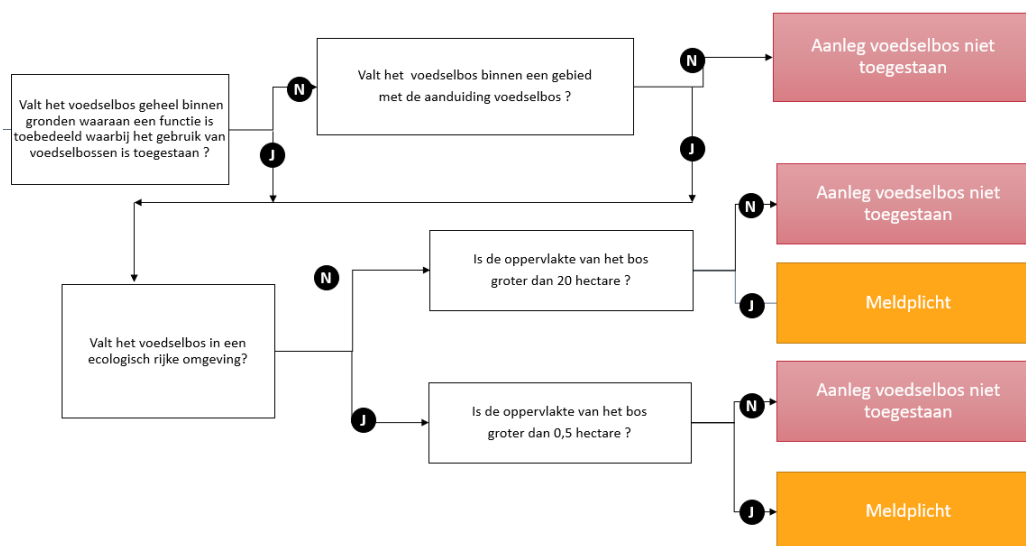 Valt het voedselbos geheel binnen
gronden waaraan een functie is
toebedeeld waarbij het gebruik van
voedselbossen is toegestaan ?
N
J
Valt het voedselbos binnen een gebied
met de aanduiding voedselbos ?
N
J
Aanleg voedselbos niet
toegestaan
Valt het voedselbos in een
ecologisch rijke omgeving?
N
J
Is de oppervlakte van het bos
groter dan 20 hectare ?
N
J
Aanleg voedselbos niet
toegestaan
Meldplicht
Is de oppervlakte van het bos
groter dan 0,5 hectare ?
N
J
Aanleg voedselbos niet
toegestaan
Meldplicht